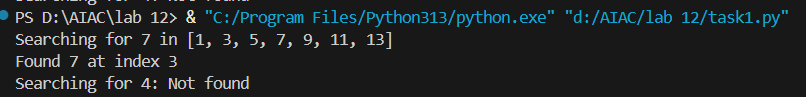 PS D:\AIAC\lab 12> & "C:/Program Files/Python313/python.exe" "d:/AIAC/lab 12/task1.py"
Searching for 7 in [1, 3, 5, 7, 9, 11, 13]
Found 7 at index 3
Searching for 4: Not found